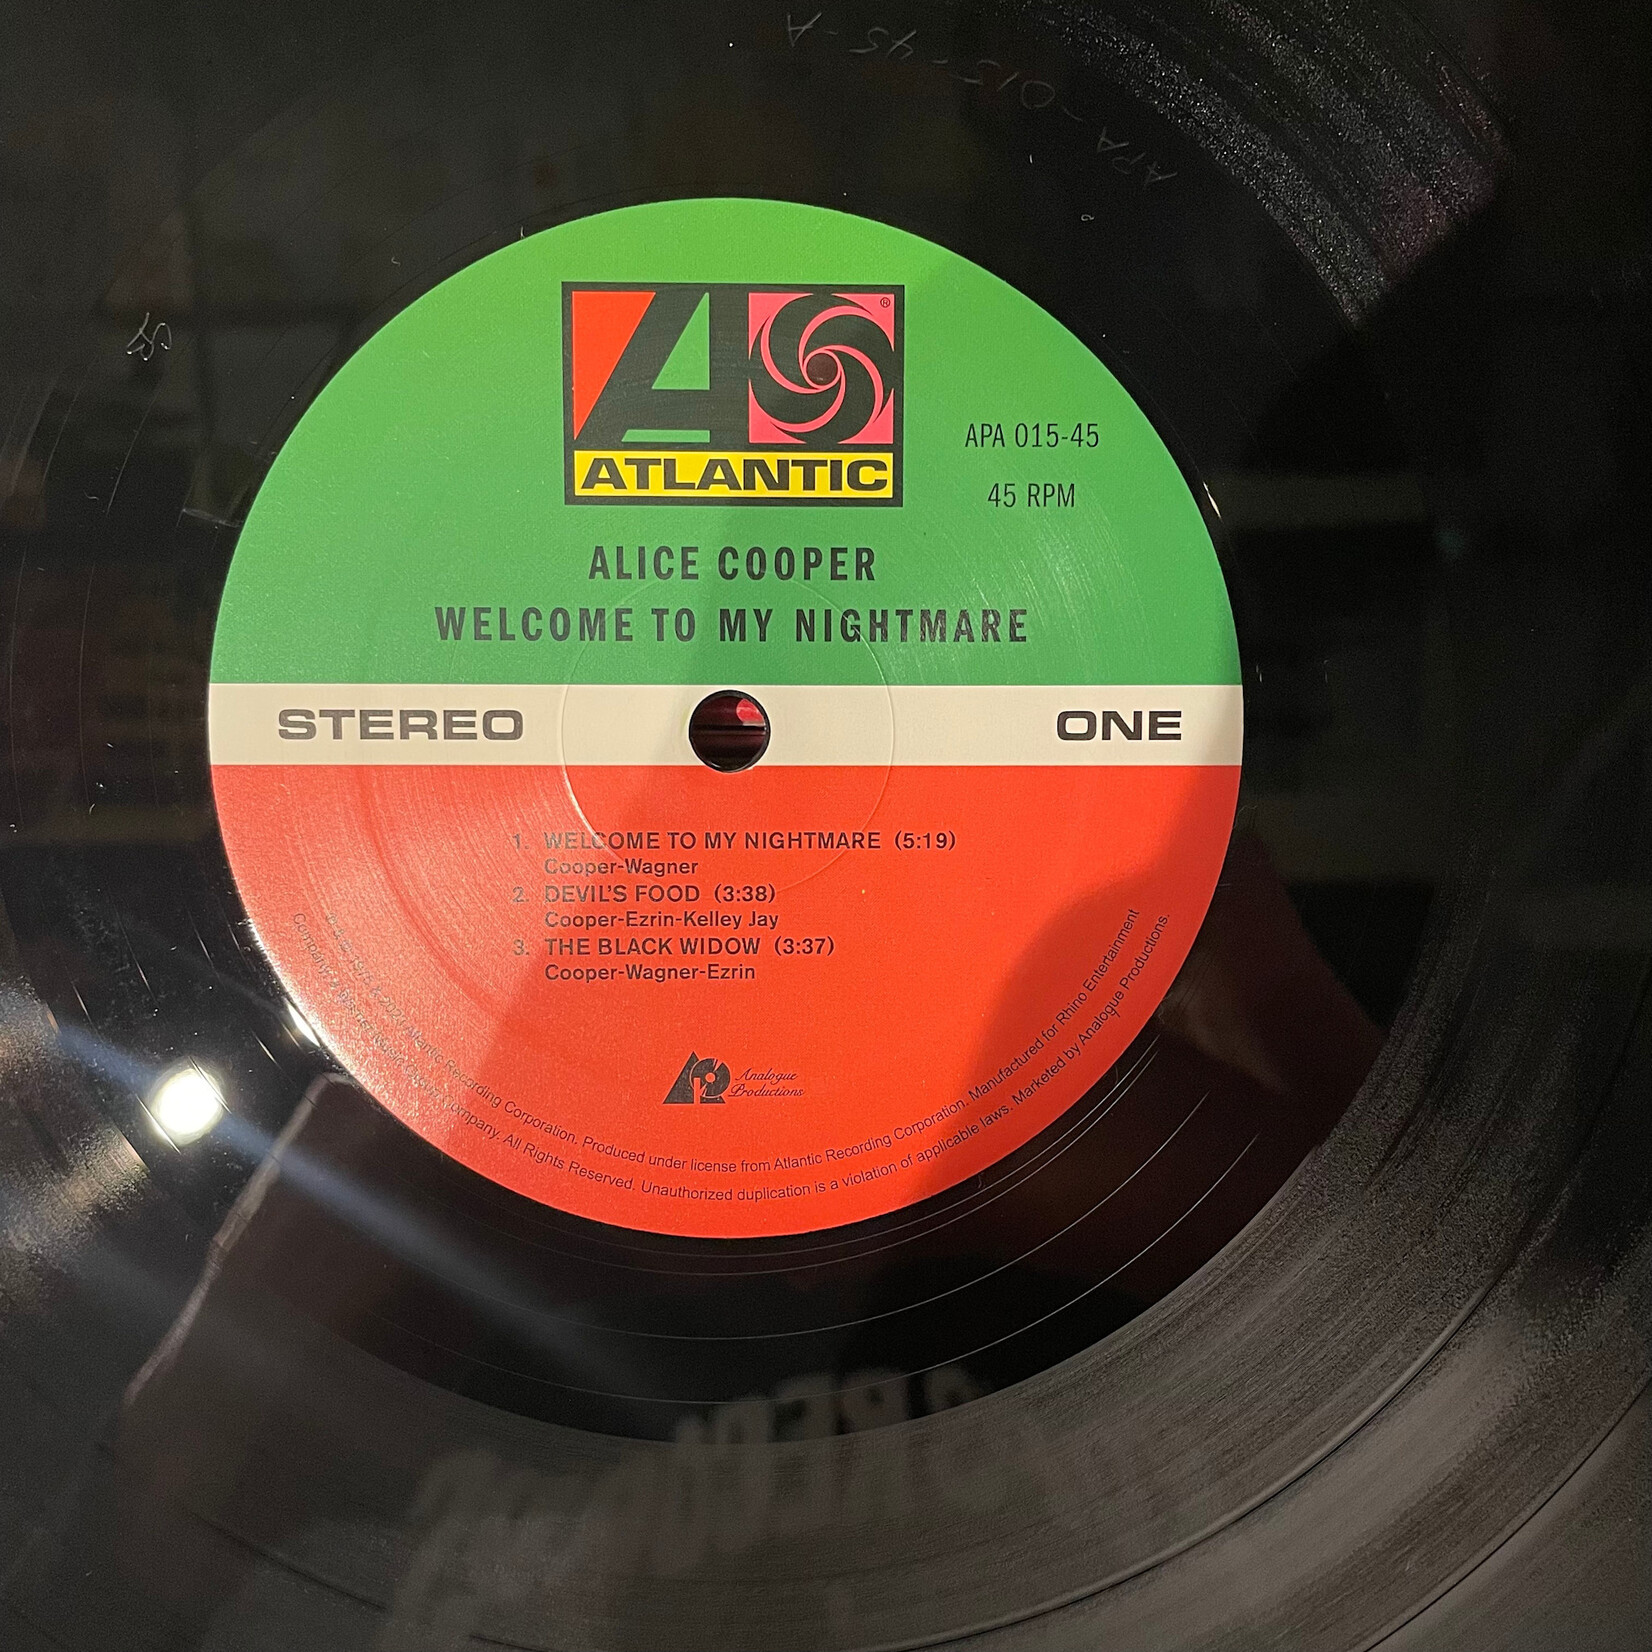 APA-015-45-A
ATLANTIC
®
APA 015-45
45 RPM
ALICE COOPER
WELCOME TO MY NIGHTMARE
STEREO
ONE
1. WELCOME TO MY NIGHTMARE (5:19)
Cooper-Wagner
2. DEVIL'S FOOD (3:38)
Cooper-Ezrin-Kelley Jay
3. THE BLACK WIDOW (3:37)
Cooper-Wagner-Ezrin
Analogue
Productions
Atlantic Recording Corporation. Produced under license from Atlantic Recording Corporation. Manufactured for Rhino Entertainment
Company. All Rights Reserved. Unauthorized duplication is a violation of applicable laws. Marketed by Analogue Productions.